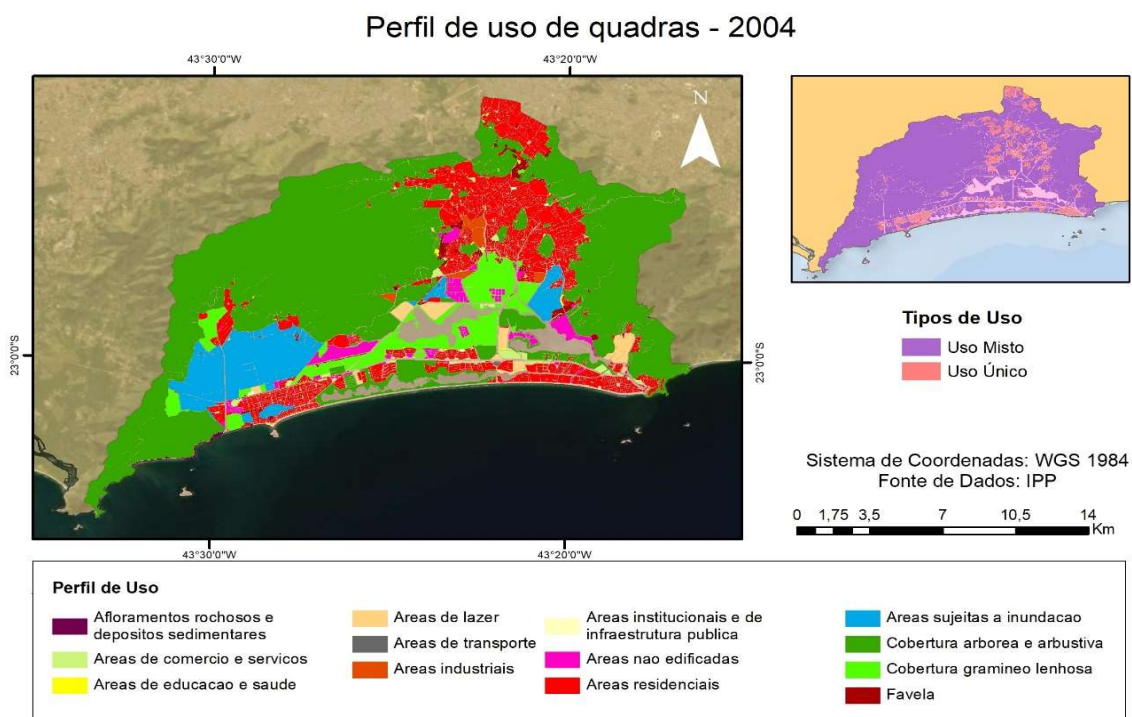 Perfil de uso de quadras - 2004
43°30'0"W
43°20'0"W
N
23°0'0"S
23°0'0"S
43°30'0"W
43°20'0"W
Tipos de Uso
Uso Misto
Uso Único
Sistema de Coordenadas: WGS 1984
Fonte de Dados: IPP
0 1,75 3,5 7 10,5 14
Km
Perfil de Uso
Afloramentos rochosos e
depositos sedimentares
Areas de comercio e servicos
Areas de educacao e saude
Areas de lazer
Areas de transporte
Areas industriais
Areas institucionais e de
infraestrutura publica
Areas nao edificadas
Areas residenciais
Areas sujeitas a inundacao
Cobertura arborea e arbustiva
Cobertura gramineo lenhosa
Favela